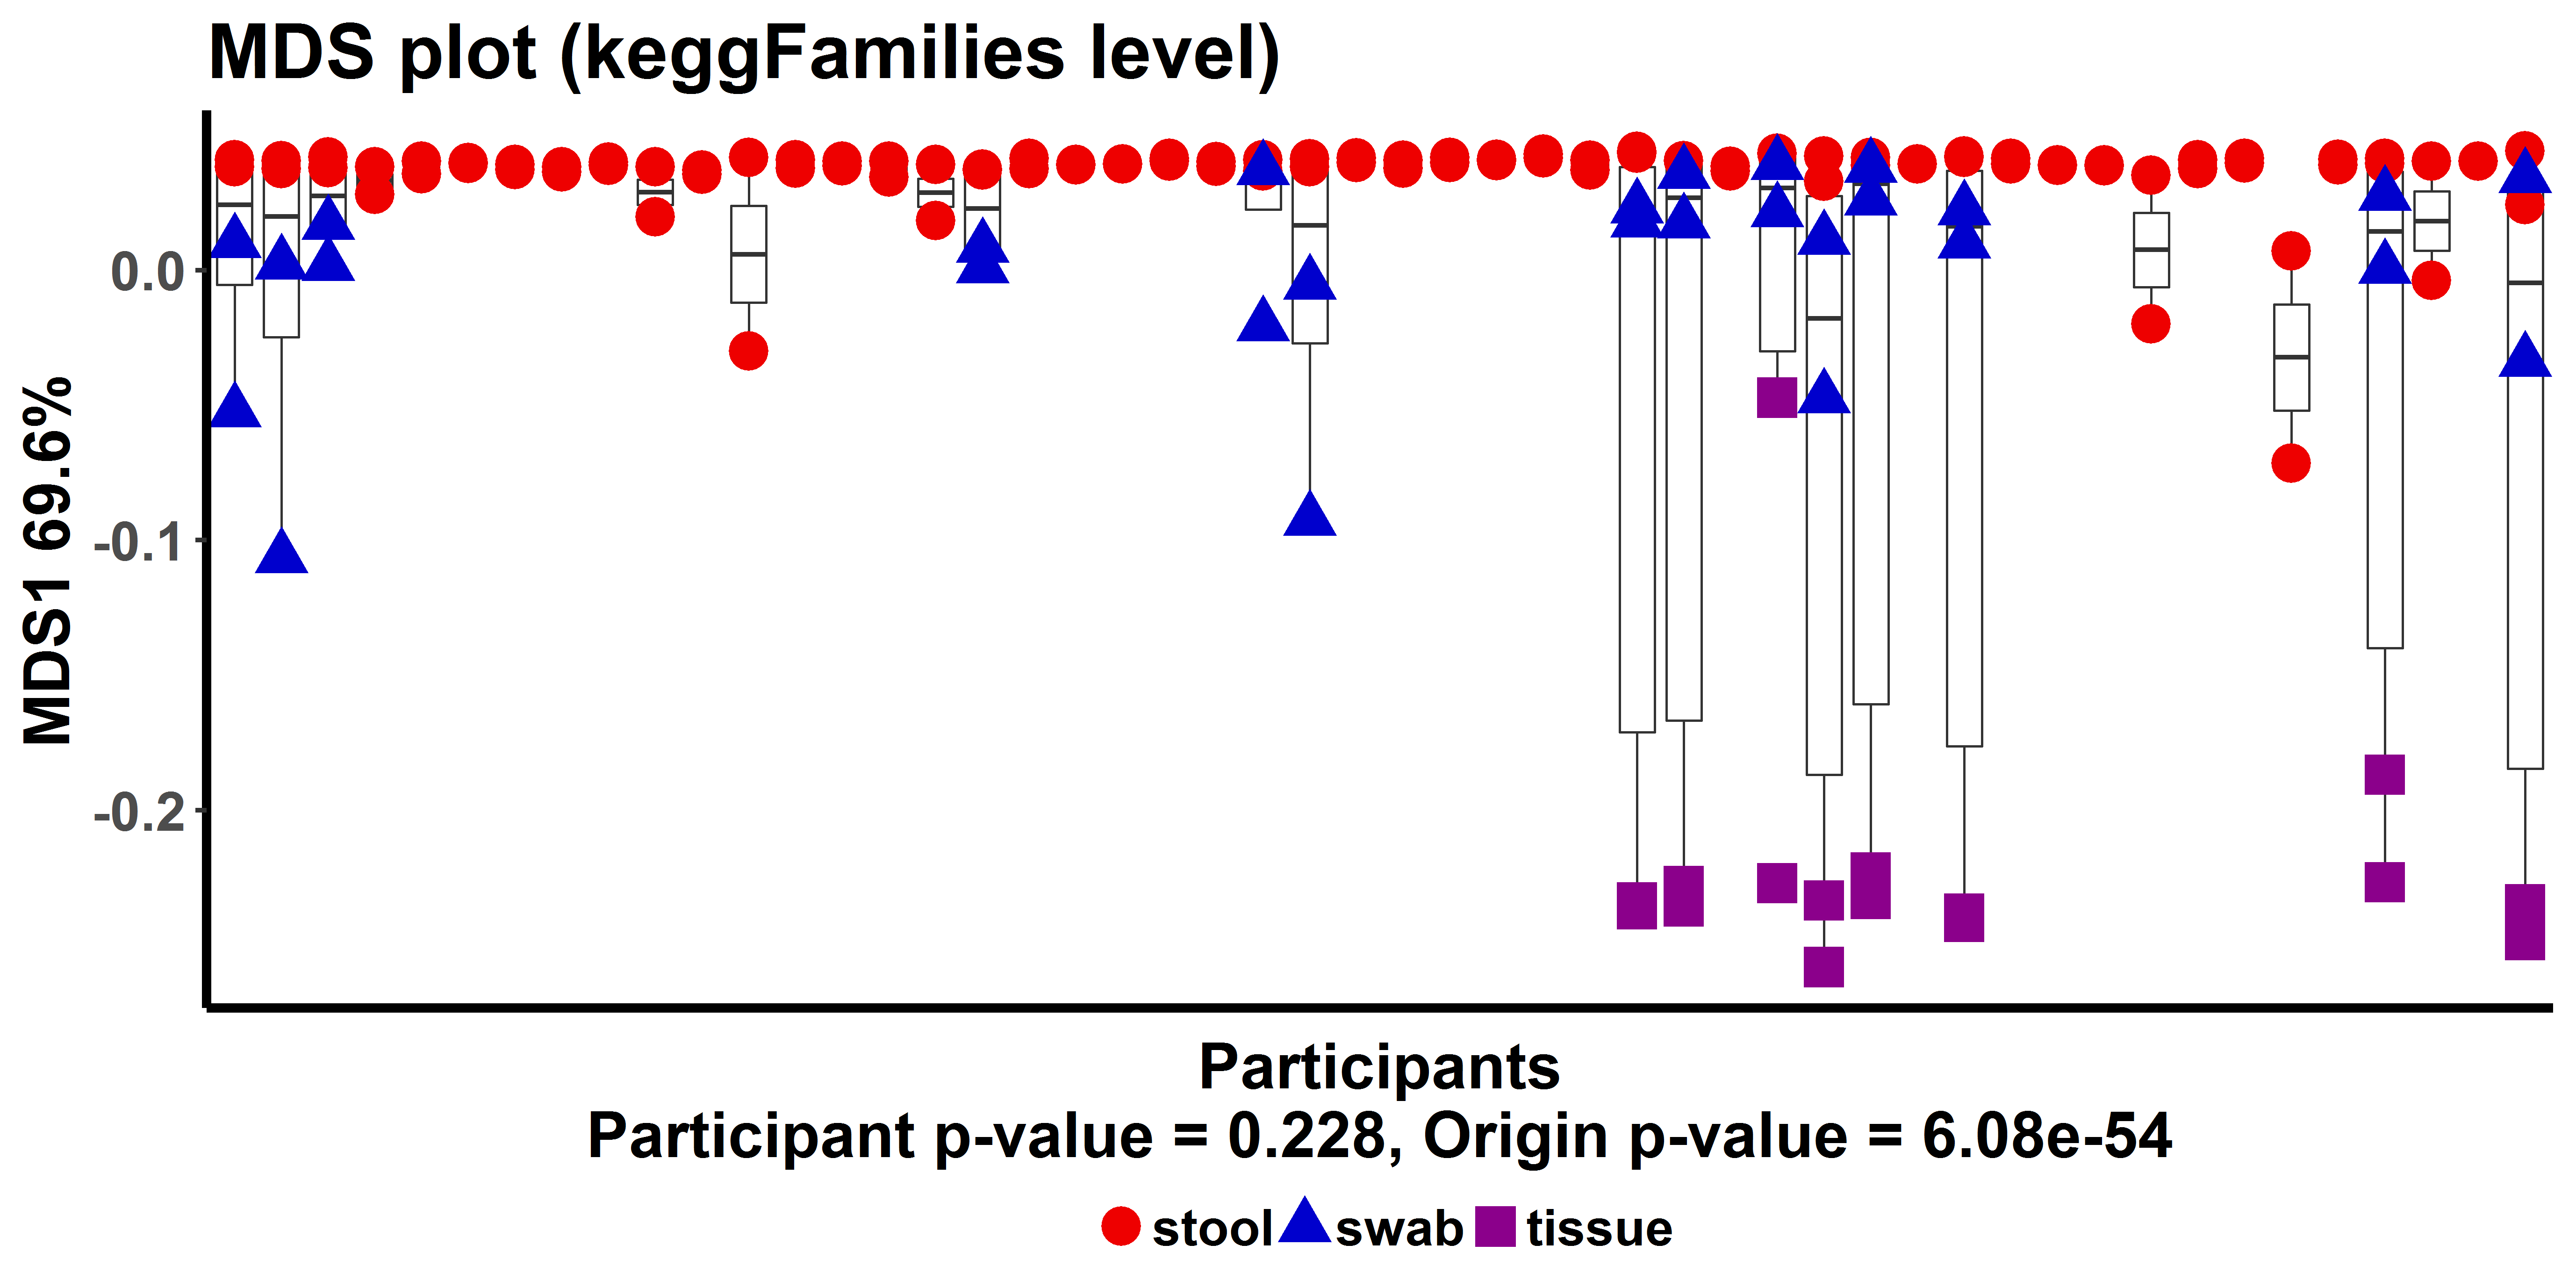 MDS plot (keggFamilies level)
MDS1 69.6%
0.0
-0.1
-0.2
Participants
Participant p-value = 0.228, Origin p-value = 6.08e-54
stool swab tissue